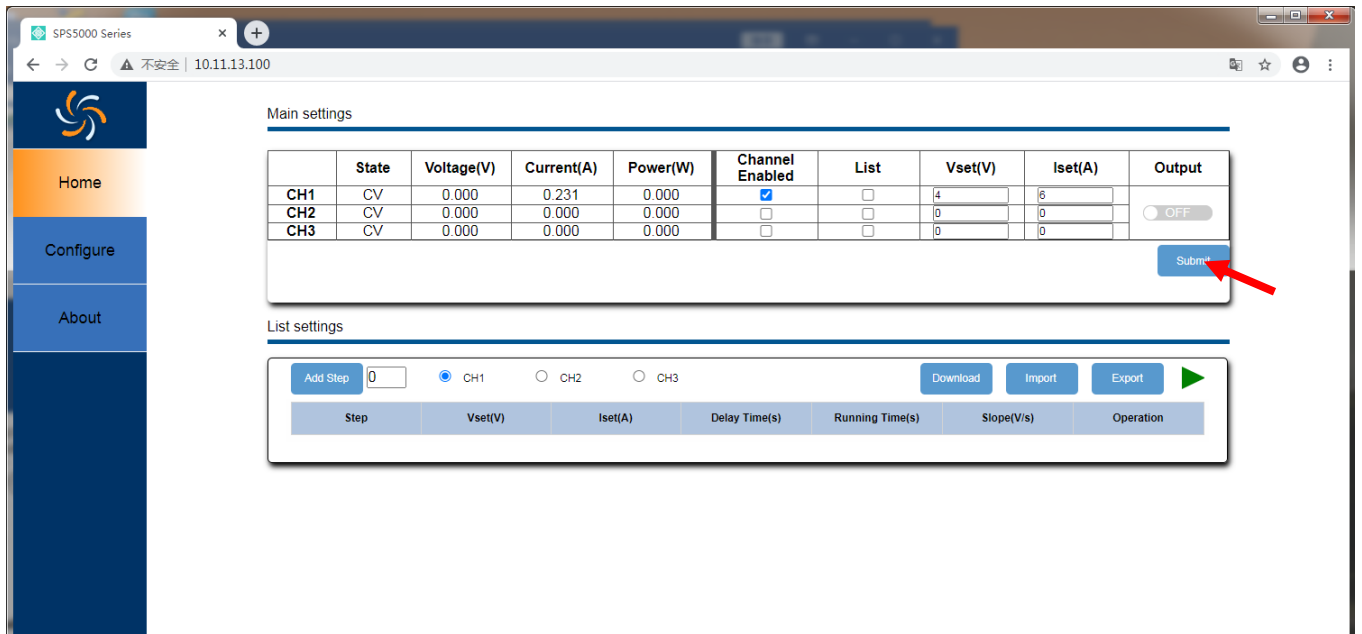 SPS5000 Series
不安全 10.11.13.100
Home
Configure
About
Main settings
State Voltage(V) Current(A) Power(W) Channel Enabled List Vset(V) Iset(A) Output
CH1 CV 0.000 0.231 0.000 4 6
CH2 CV 0.000 0.000 0.000 0 0 OFF
CH3 CV 0.000 0.000 0.000 0 0
Submit
List settings
Add Step 0 CH1 CH2 CH3 Download Import Export
Step Vset(V) Iset(A) Delay Time(s) Running Time(s) Slope(V/s) Operation